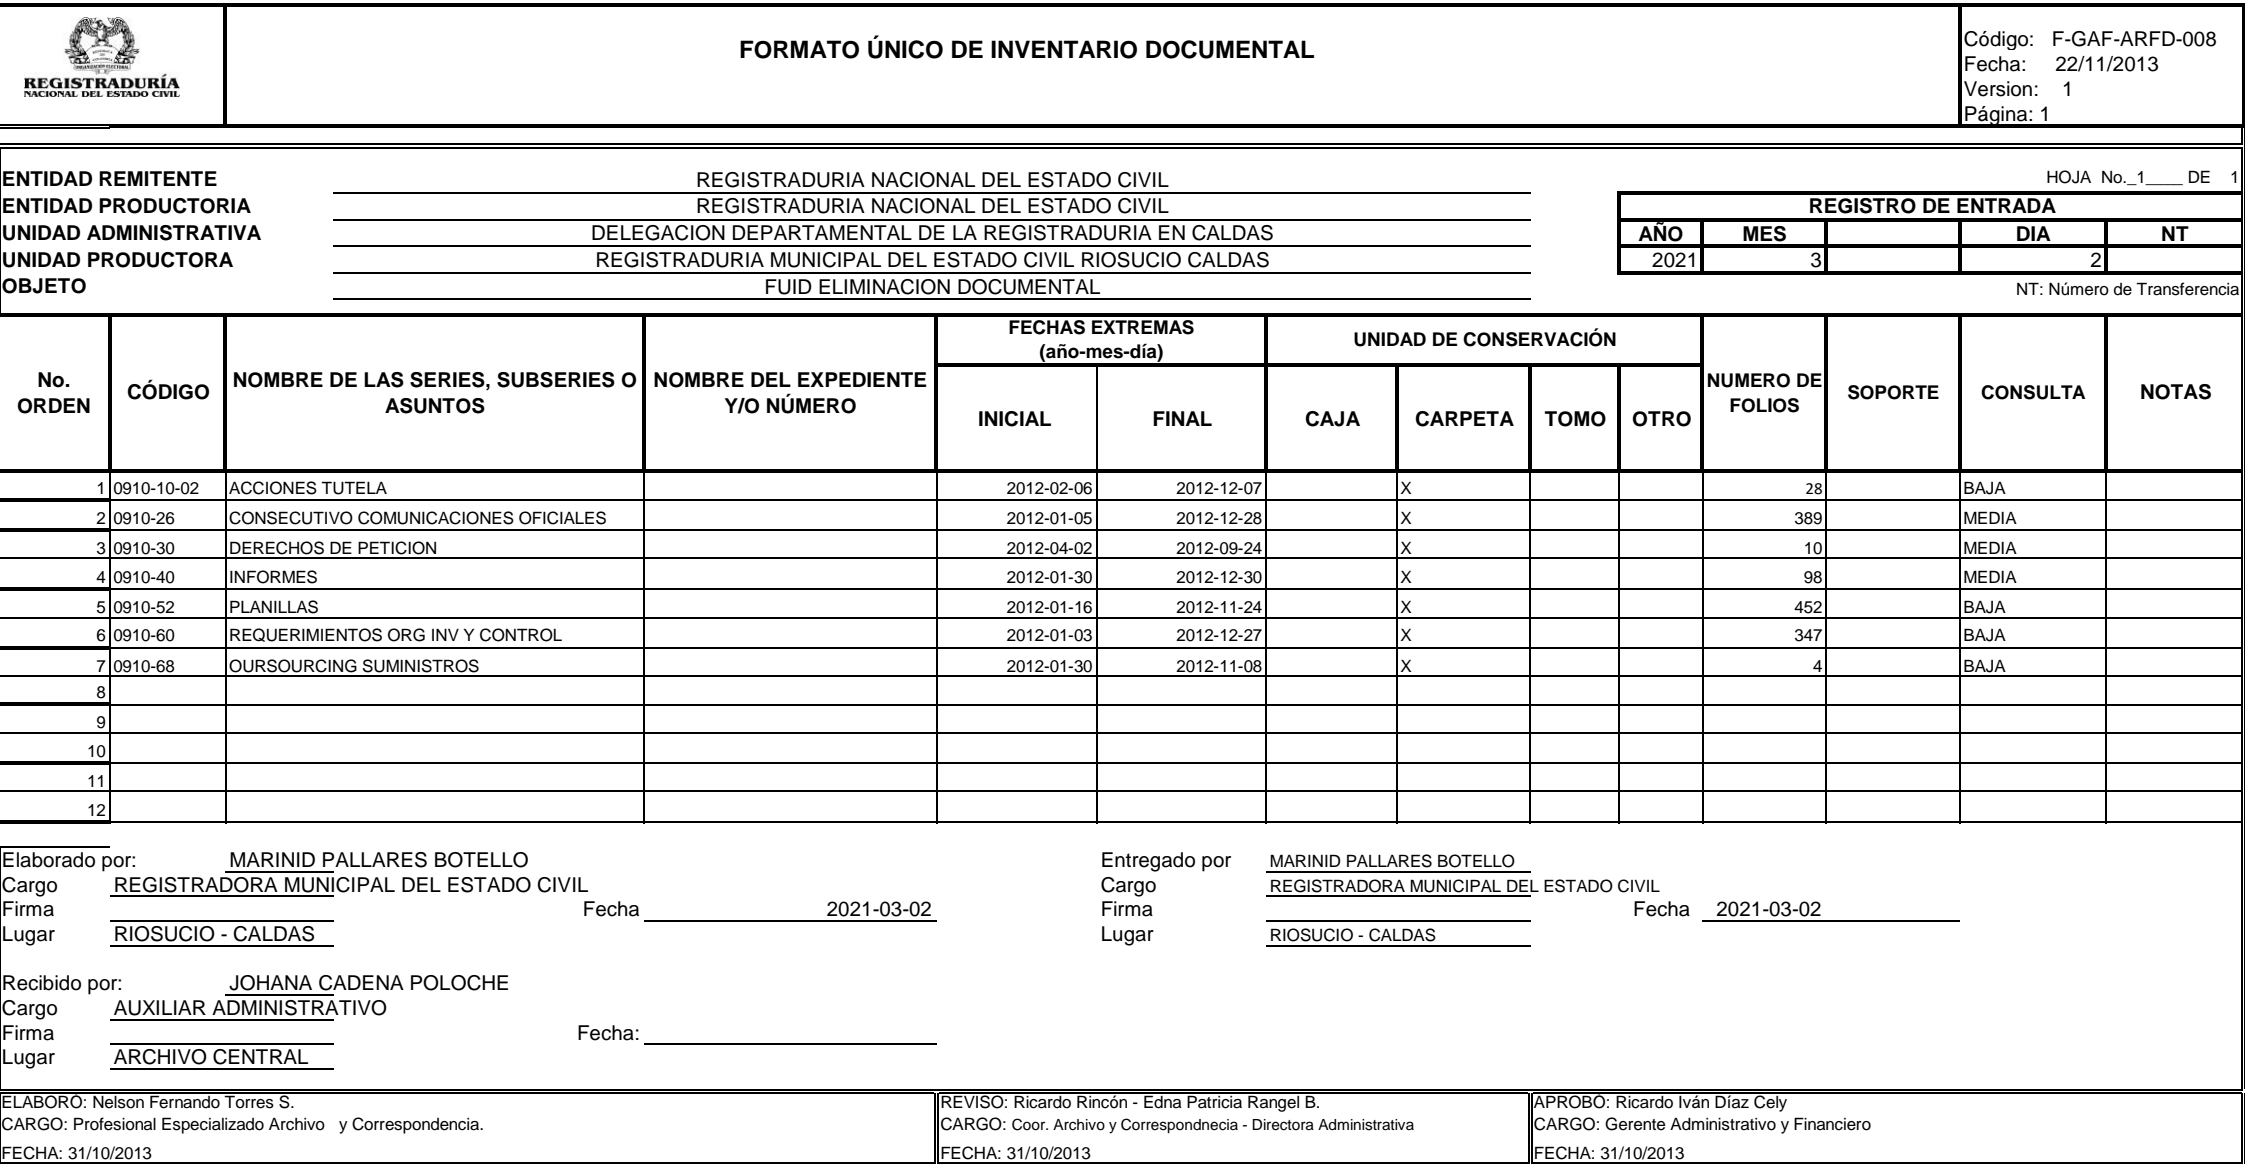 REGISTRADURÍA
NACIONAL DEL ESTADO CIVIL
FORMATO ÚNICO DE INVENTARIO DOCUMENTAL
Código: F-GAF-ARFD-008
Fecha: 22/11/2013
Version: 1
Página: 1
ENTIDAD REMITENTE REGISTRADURIA NACIONAL DEL ESTADO CIVIL HOJA No._1____ DE 1
ENTIDAD PRODUCTORIA REGISTRADURIA NACIONAL DEL ESTADO CIVIL REGISTRO DE ENTRADA
UNIDAD ADMINISTRATIVA DELEGACION DEPARTAMENTAL DE LA REGISTRADURIA EN CALDAS AÑO MES DIA NT
UNIDAD PRODUCTORA REGISTRADURIA MUNICIPAL DEL ESTADO CIVIL RIOSUCIO CALDAS 2021 3 2
OBJETO FUID ELIMINACION DOCUMENTAL NT: Número de Transferencia
No. ORDEN CÓDIGO NOMBRE DE LAS SERIES, SUBSERIES O ASUNTOS NOMBRE DEL EXPEDIENTE Y/O NÚMERO FECHAS EXTREMAS (año-mes-día) UNIDAD DE CONSERVACIÓN NUMERO DE FOLIOS SOPORTE CONSULTA NOTAS
INICIAL FINAL CAJA CARPETA TOMO OTRO
1 0910-10-02 ACCIONES TUTELA 2012-02-06 2012-12-07 X 28 BAJA
2 0910-26 CONSECUTIVO COMUNICACIONES OFICIALES 2012-01-05 2012-12-28 X 389 MEDIA
3 0910-30 DERECHOS DE PETICION 2012-04-02 2012-09-24 X 10 MEDIA
4 0910-40 INFORMES 2012-01-30 2012-12-30 X 98 MEDIA
5 0910-52 PLANILLAS 2012-01-16 2012-11-24 X 452 BAJA
6 0910-60 REQUERIMIENTOS ORG INV Y CONTROL 2012-01-03 2012-12-27 X 347 BAJA
7 0910-68 OURSOURCING SUMINISTROS 2012-01-30 2012-11-08 X 4 BAJA
8
9
10
11
12
Elaborado por: MARINID PALLARES BOTELLO Entregado por MARINID PALLARES BOTELLO
Cargo REGISTRADORA MUNICIPAL DEL ESTADO CIVIL Cargo REGISTRADORA MUNICIPAL DEL ESTADO CIVIL
Firma Fecha 2021-03-02 Firma Fecha 2021-03-02
Lugar RIOSUCIO - CALDAS Lugar RIOSUCIO - CALDAS
Recibido por: JOHANA CADENA POLOCHE
Cargo AUXILIAR ADMINISTRATIVO
Firma Fecha:
Lugar ARCHIVO CENTRAL
ELABORÓ: Nelson Fernando Torres S. REVISÓ: Ricardo Rincón - Edna Patricia Rangel B. APROBÓ: Ricardo Iván Díaz Cely
CARGO: Profesional Especializado Archivo y Correspondencia. CARGO: Coor. Archivo y Correspondnecia - Directora Administrativa CARGO: Gerente Administrativo y Financiero
FECHA: 31/10/2013 FECHA: 31/10/2013 FECHA: 31/10/2013